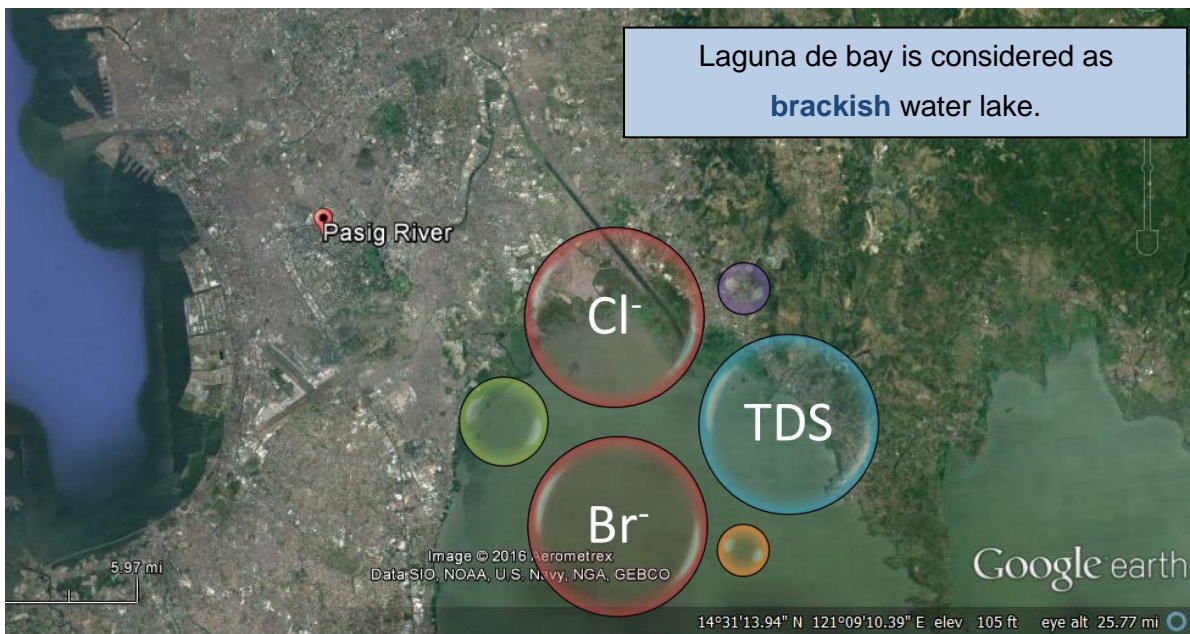 Laguna de bay is considered as
brackish water lake.
Pasig River
Cl⁻
TDS
Br⁻
Image © 2016 Aerometrex
Data SIO, NOAA, U.S. Navy, NGA, GEBCO
5.97 mi
Google earth
14°31'13.94" N 121°09'10.39" E elev 105 ft eye alt 25.77 mi